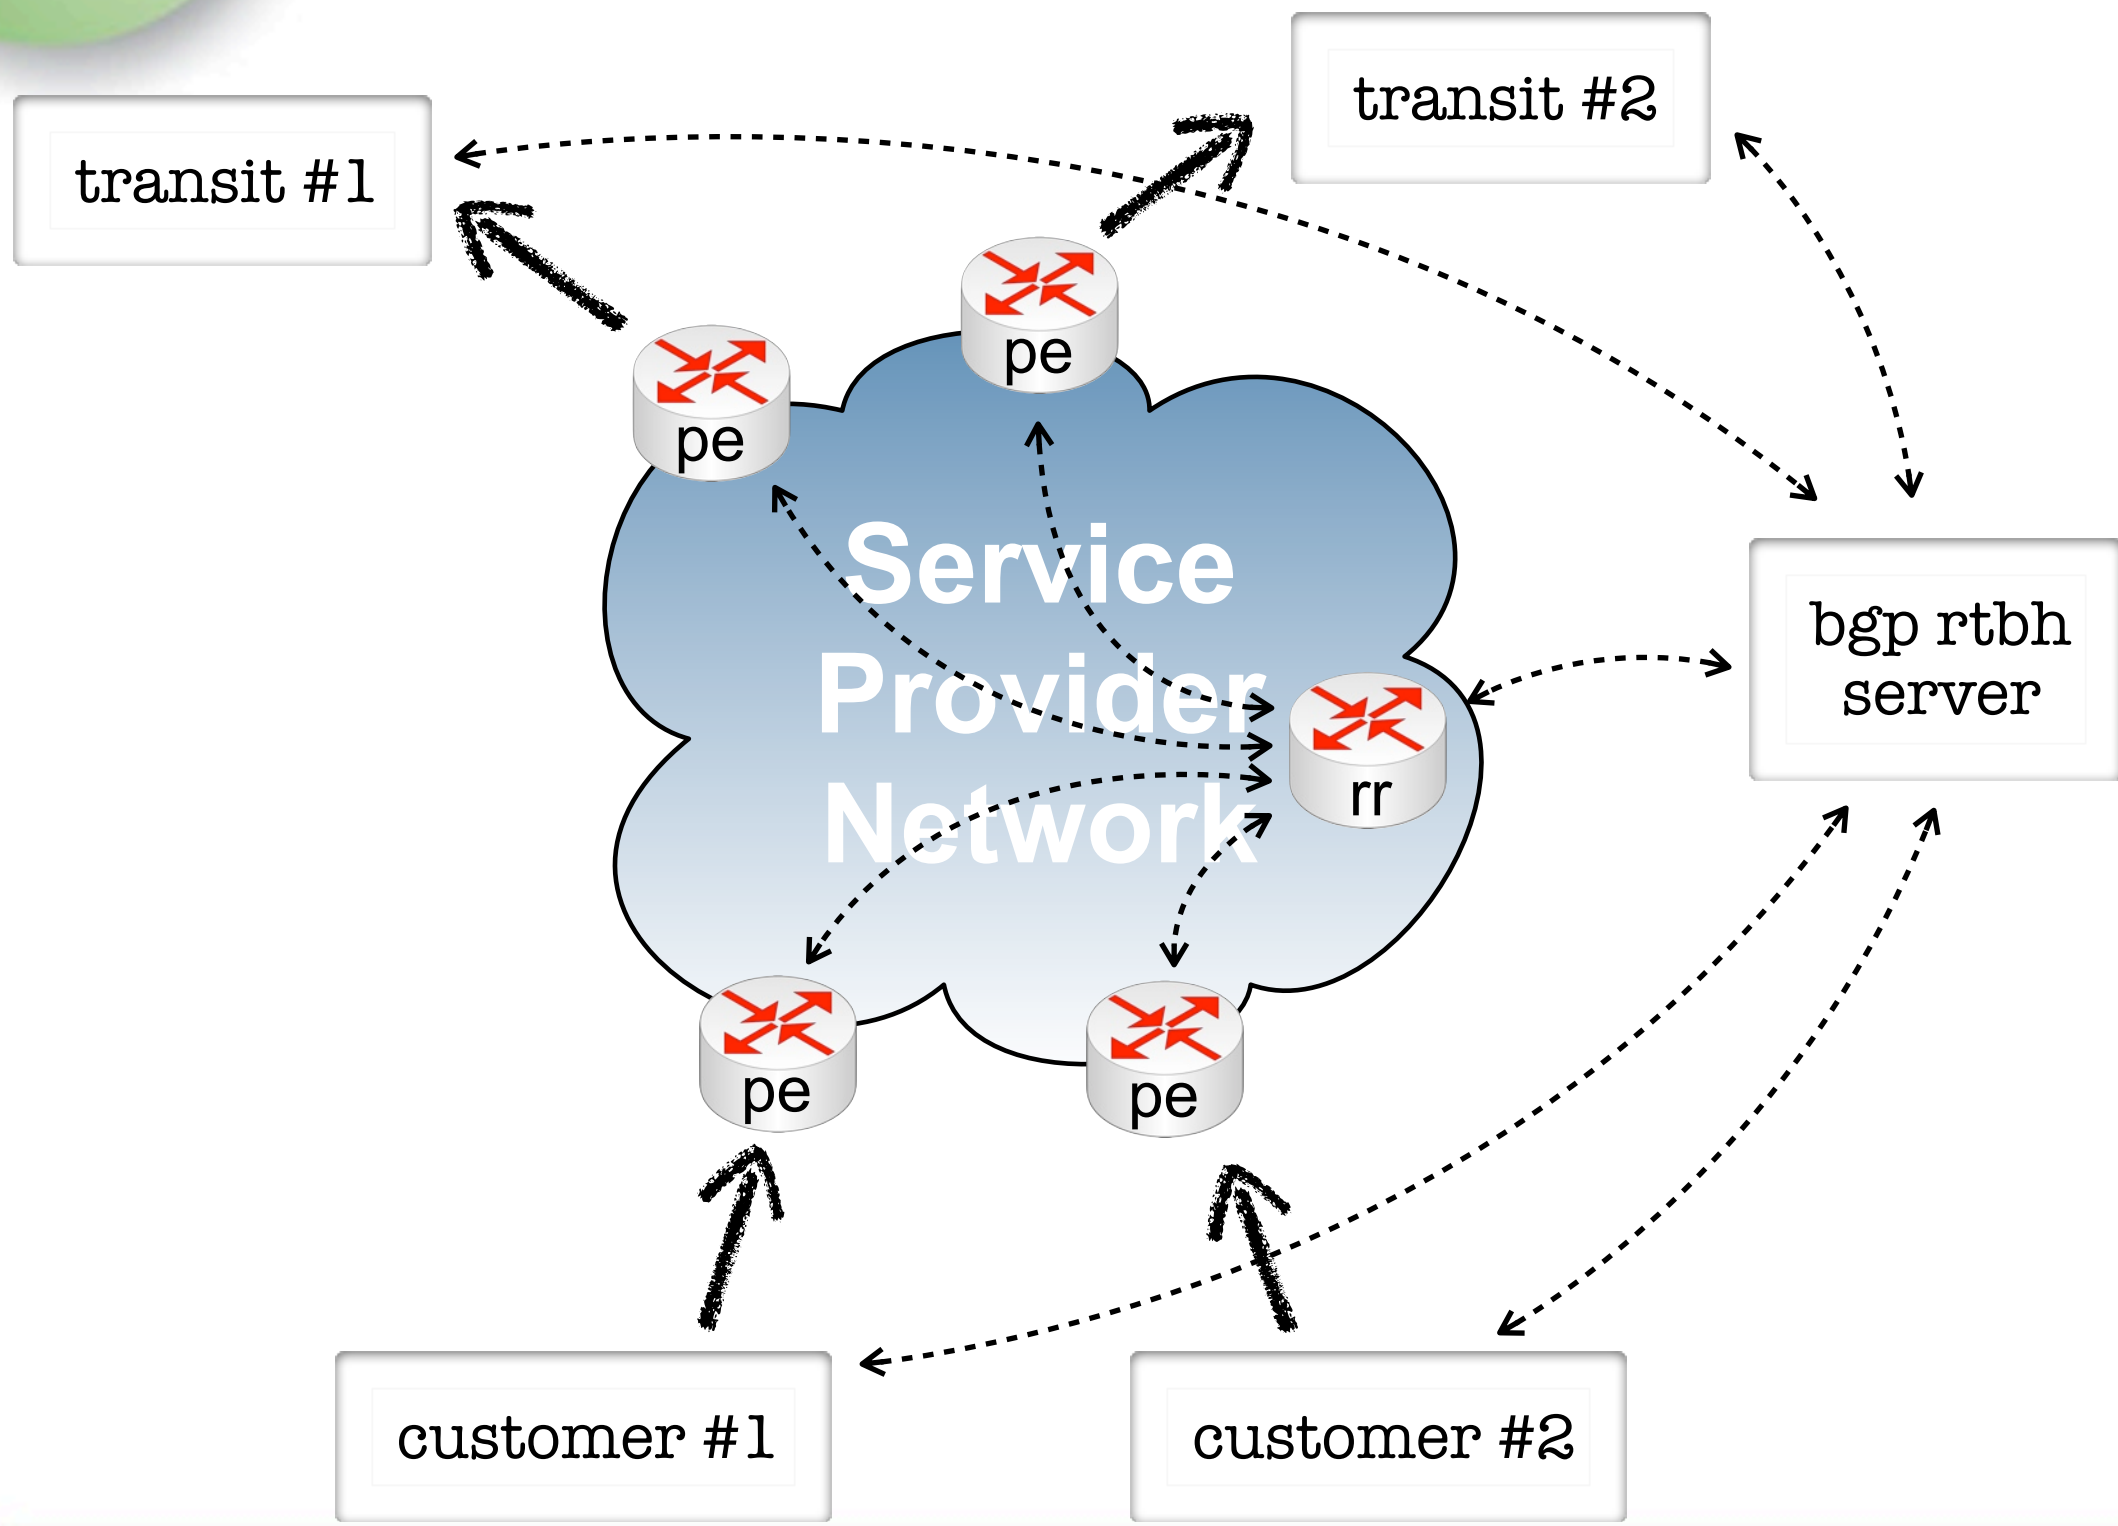 transit #2
transit #1
pe
pe
Service
Provider
Network
bgp rtbh
server
rr
pe
pe
customer #1
customer #2